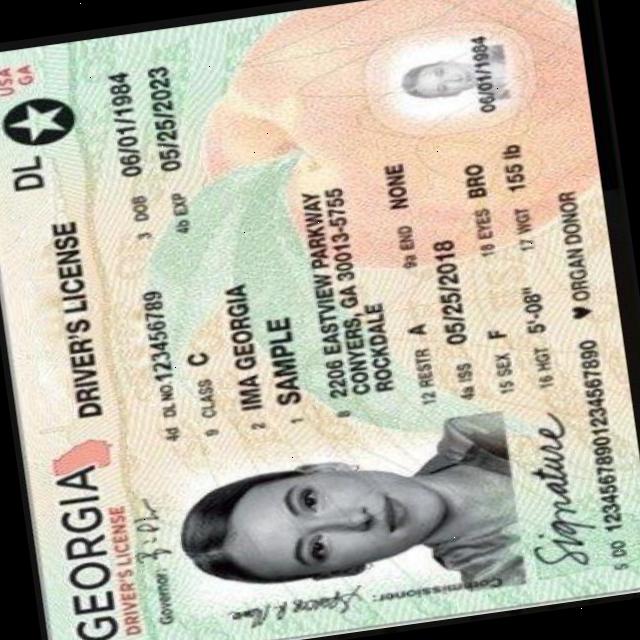 GEORGIA DRIVER'S LICENSE DL USA
DRIVER'S LICENSE GA
Governor:
4d DL NO. 123456789 3 DOB 06/01/1984
9 CLASS C 4b EXP 05/25/2023
2 IMA GEORGIA
1 SAMPLE
8 2206 EASTVIEW PARKWAY
CONYERS, GA 30013-5755
ROCKDALE
12 RESTR A 9a END NONE
4a ISS 05/25/2018
15 SEX F 18 EYES BRO
16 HGT 5'-08" 17 WGT 155 lb
Commissioner:
06/01/1984
Signature
♥ ORGAN DONOR
5 DD 12345678901234567890